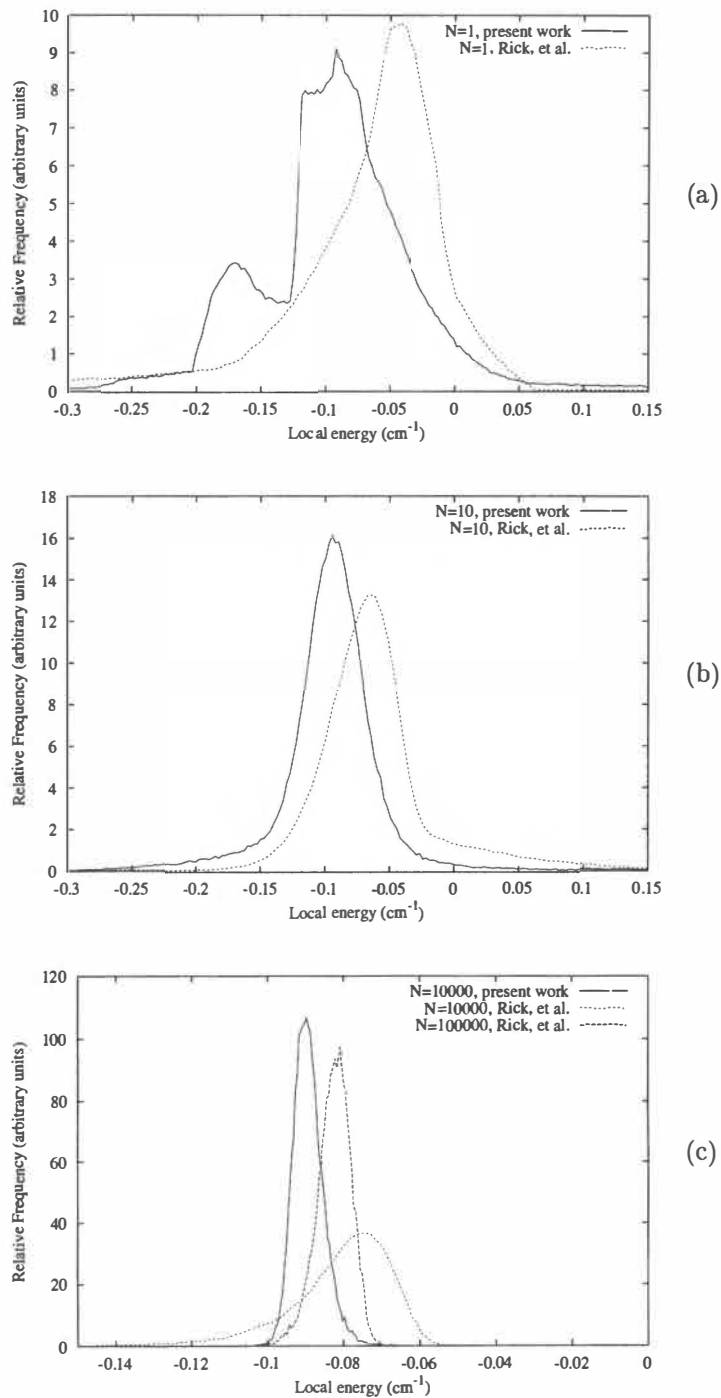 N=1, present work
N=1, Rick, et al.
10
9
8
7
6
5
4
3
2
1
0
Relative Frequency (arbitrary units)
-0.3 -0.25 -0.2 -0.15 -0.1 -0.05 0 0.05 0.1 0.15
Local energy (cm⁻¹)
(a)
N=10, present work
N=10, Rick, et al.
18
16
14
12
10
8
6
4
2
0
Relative Frequency (arbitrary units)
-0.3 -0.25 -0.2 -0.15 -0.1 -0.05 0 0.05 0.1 0.15
Local energy (cm⁻¹)
(b)
N=10000, present work
N=10000, Rick, et al.
N=100000, Rick, et al.
120
100
80
60
40
20
0
Relative Frequency (arbitrary units)
-0.14 -0.12 -0.1 -0.08 -0.06 -0.04 -0.02 0
Local energy (cm⁻¹)
(c)